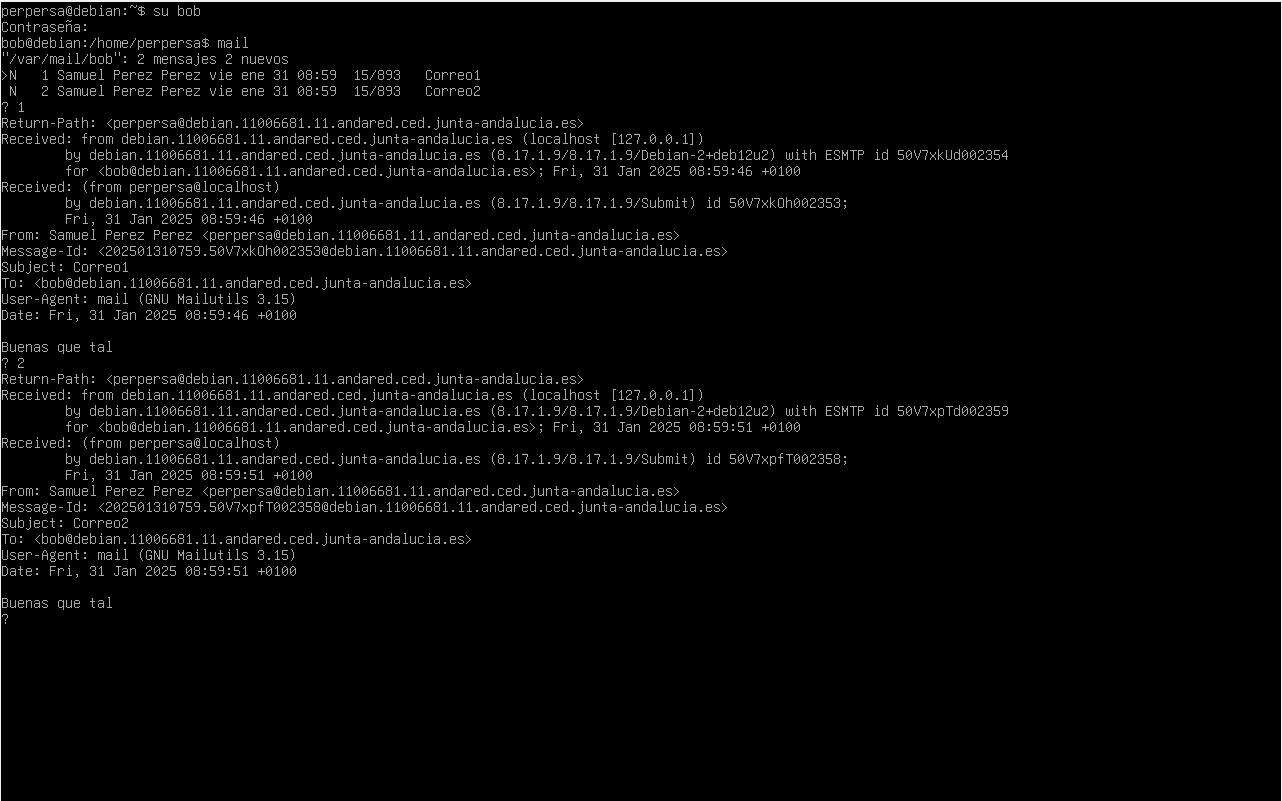 perpersa@debian:~$ su bob
Contraseña:
bob@debian:/home/perpersa$ mail
"/var/mail/bob": 2 mensajes 2 nuevos
>N   1 Samuel Perez Perez vie ene 31 08:59  15/893   Correo1
 N   2 Samuel Perez Perez vie ene 31 08:59  15/893   Correo2
? 1
Return-Path: <perpersa@debian.11006681.11.andared.ced.junta-andalucia.es>
Received: from debian.11006681.11.andared.ced.junta-andalucia.es (localhost [127.0.0.1])
        by debian.11006681.11.andared.ced.junta-andalucia.es (8.17.1.9/8.17.1.9/Debian-2+deb12u2) with ESMTP id 50V7xkUd002354
        for <bob@debian.11006681.11.andared.ced.junta-andalucia.es>; Fri, 31 Jan 2025 08:59:46 +0100
Received: (from perpersa@localhost)
        by debian.11006681.11.andared.ced.junta-andalucia.es (8.17.1.9/8.17.1.9/Submit) id 50V7xkOh002353;
        Fri, 31 Jan 2025 08:59:46 +0100
From: Samuel Perez Perez <perpersa@debian.11006681.11.andared.ced.junta-andalucia.es>
Message-Id: <202501310759.50V7xkOh002353@debian.11006681.11.andared.ced.junta-andalucia.es>
Subject: Correo1
To: <bob@debian.11006681.11.andared.ced.junta-andalucia.es>
User-Agent: mail (GNU Mailutils 3.15)
Date: Fri, 31 Jan 2025 08:59:46 +0100

Buenas que tal
? 2
Return-Path: <perpersa@debian.11006681.11.andared.ced.junta-andalucia.es>
Received: from debian.11006681.11.andared.ced.junta-andalucia.es (localhost [127.0.0.1])
        by debian.11006681.11.andared.ced.junta-andalucia.es (8.17.1.9/8.17.1.9/Debian-2+deb12u2) with ESMTP id 50V7xpTd002359
        for <bob@debian.11006681.11.andared.ced.junta-andalucia.es>; Fri, 31 Jan 2025 08:59:51 +0100
Received: (from perpersa@localhost)
        by debian.11006681.11.andared.ced.junta-andalucia.es (8.17.1.9/8.17.1.9/Submit) id 50V7xpfT002358;
        Fri, 31 Jan 2025 08:59:51 +0100
From: Samuel Perez Perez <perpersa@debian.11006681.11.andared.ced.junta-andalucia.es>
Message-Id: <202501310759.50V7xpfT002358@debian.11006681.11.andared.ced.junta-andalucia.es>
Subject: Correo2
To: <bob@debian.11006681.11.andared.ced.junta-andalucia.es>
User-Agent: mail (GNU Mailutils 3.15)
Date: Fri, 31 Jan 2025 08:59:51 +0100

Buenas que tal
?